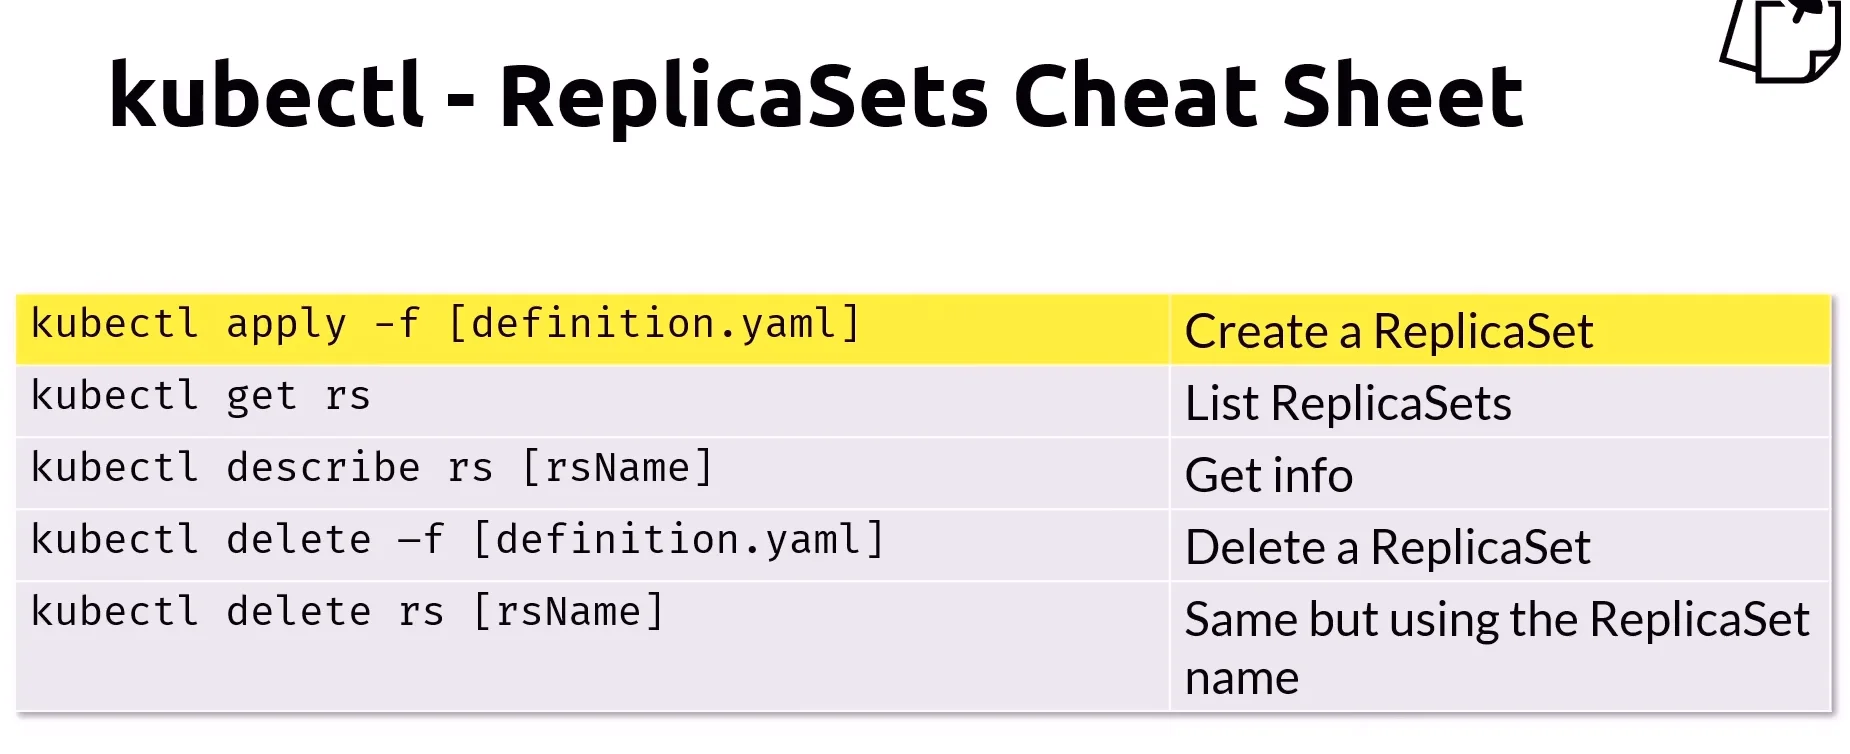 kubectl - ReplicaSets Cheat Sheet
kubectl apply -f [definition.yaml]
Create a ReplicaSet
kubectl get rs
List ReplicaSets
kubectl describe rs [rsName]
Get info
kubectl delete –f [definition.yaml]
Delete a ReplicaSet
kubectl delete rs [rsName]
Same but using the ReplicaSet
name